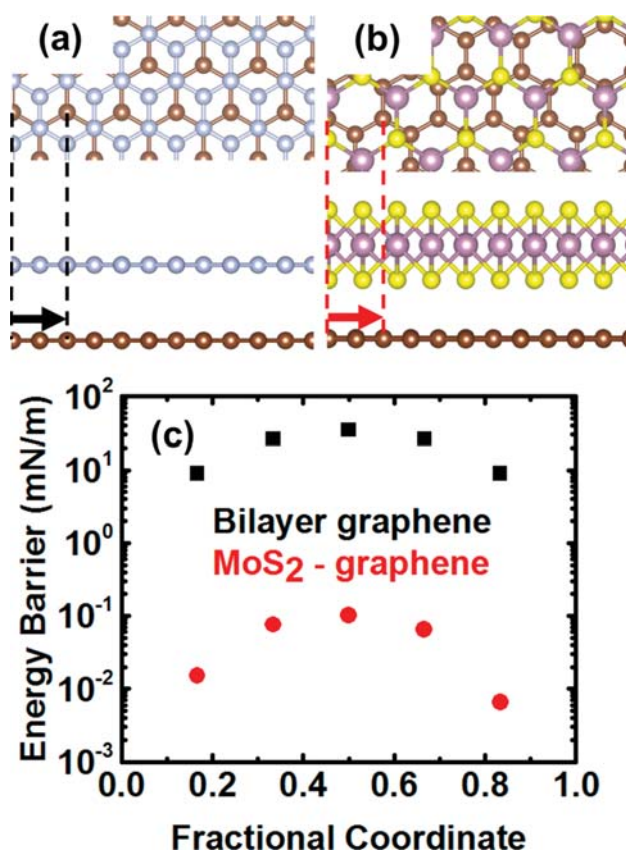 (a)
(b)
(c)
Energy Barrier (mN/m)
10²
10¹
10⁰
10⁻¹
10⁻²
10⁻³
Bilayer graphene
MoS₂ - graphene
0.0 0.2 0.4 0.6 0.8 1.0
Fractional Coordinate